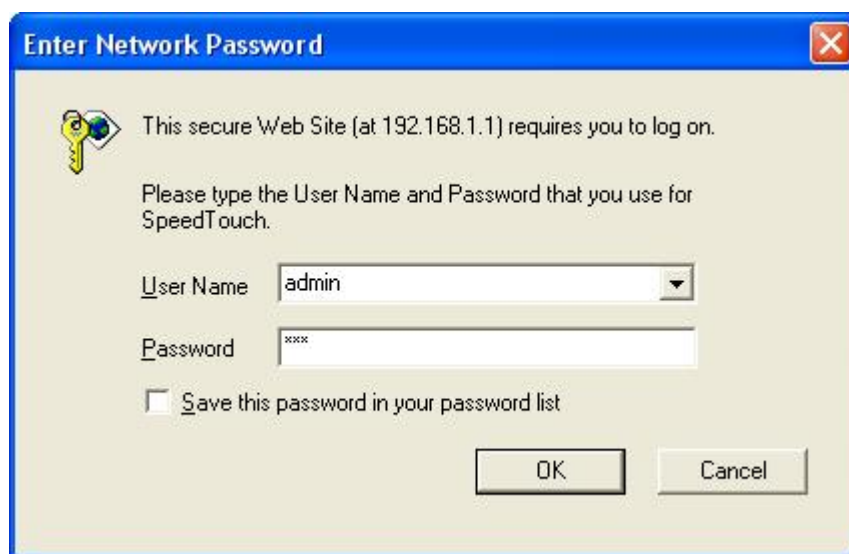 Enter Network Password
This secure Web Site (at 192.168.1.1) requires you to log on.
Please type the User Name and Password that you use for
SpeedTouch.
User Name admin
Password xxx
Save this password in your password list
OK Cancel